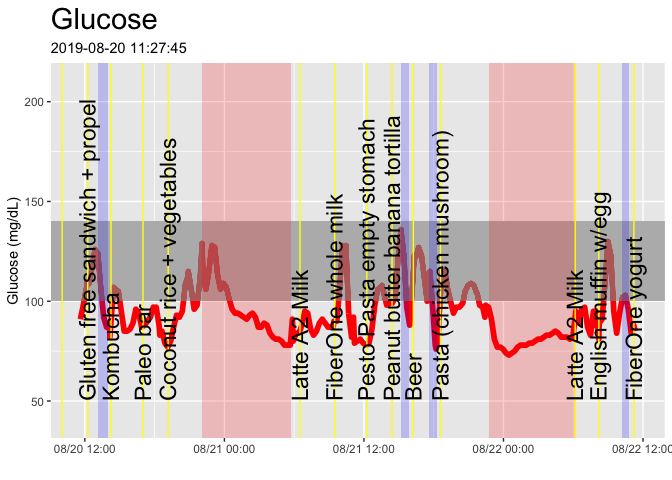 Glucose
2019-08-20 11:27:45
Glucose (mg/dL)
200
150
100
50
Gluten free sandwich + propel
Kombucha
Paleo bar
Coconut rice + vegetables
Latte A2 Milk
FiberOne whole milk
Pesto Pasta empty stomach
Peanut butter banana tortilla
Beer
Pasta (chicken mushroom)
Latte A2 Milk
English muffin w/egg
FiberOne yogurt
08/20 12:00
08/21 00:00
08/21 12:00
08/22 00:00
08/22 12:00